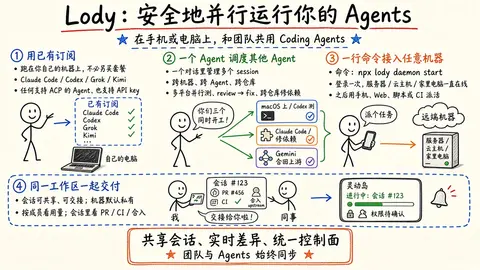 Lody：安全地并行运行你的 Agents
★ 在手机或电脑上，和团队共用 Coding Agents ★
① 用已有订阅
• 跑在你自己的机器上，不必另买套餐
• Claude Code / Codex / Grok / Kimi
• 任何支持 ACP 的 Agent，也支持 API key
已有订阅
Claude Code ✓
Codex ✓
Grok ✓
Kimi ✓
自己的电脑
② 一个 Agent 调度其他 Agent
• 一个对话里管理多个 session
• 跨机器，跨 Agent，跨仓库
• 多平台并行测，review → fix，跨仓库修依赖
你们三个
同时开工！
macOS 上 / Codex 测
Claude Code /
修依赖
Gemini
会回上游
③ 一行命令接入任意机器
• 命令：npx lody daemon start
• 登录一次，服务器 / 云主机 / 家里电脑一直在线
• 之后用手机、Web、脚本或 CI 派活
派个任务
远端机器
服务器 /
云主机 /
家里电脑
④ 同一工作区一起交付
• 会话可共享，可交接；机器默认私有
• 按成员看用量；会话里看 PR / CI / 合入
我
交接给你啦！
会话 #123
PR #456
CI ✓
合入
upstream
同事
灵动岛
进行中：会话 #123
权限待确认
共享会话、实时差异、统一控制面
★ 团队与 Agents 始终同步 ★